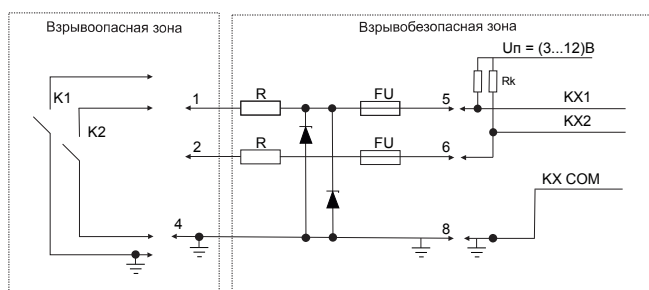 Взрывоопасная зона
Взрывобезопасная зона
Uп = (3...12)В
Rk
K1
K2
1
R
FU
5
KX1
KX2
2
R
FU
6
KX COM
4
8